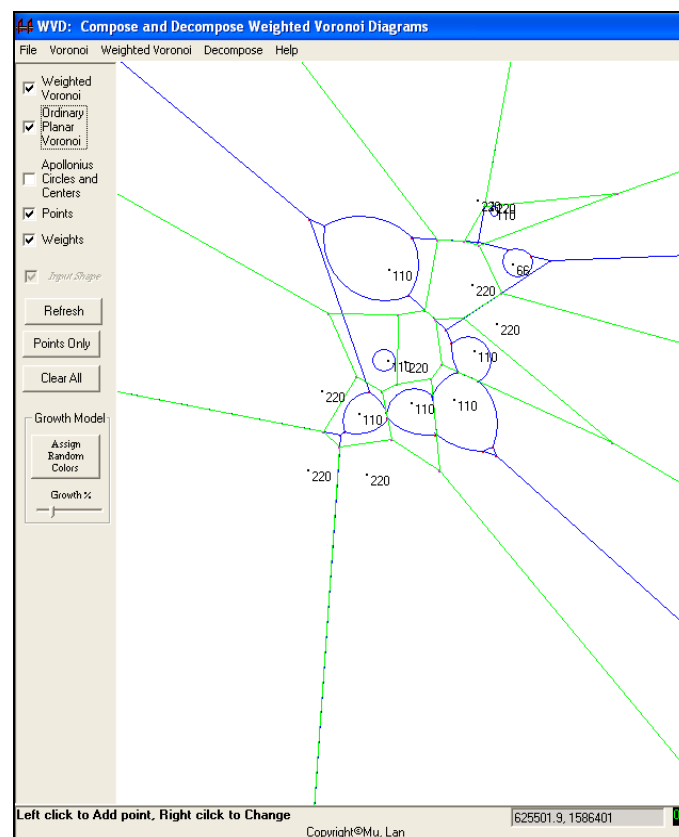 WVD: Compose and Decompose Weighted Voronoi Diagrams
File Voronoi Weighted Voronoi Decompose Help
Weighted
Voronoi
Ordinary
Planar
Voronoi
Apollonius
Circles and
Centers
Points
Weights
Input Shape
Refresh
Points Only
Clear All
Growth Model
Assign
Random
Colors
Growth %
220
220
110
66
110
220
220
110
110
220
220
110
110
110
220
220
Left click to Add point, Right cilck to Change
625501.9, 1586401
Copyright©Mu, Lan